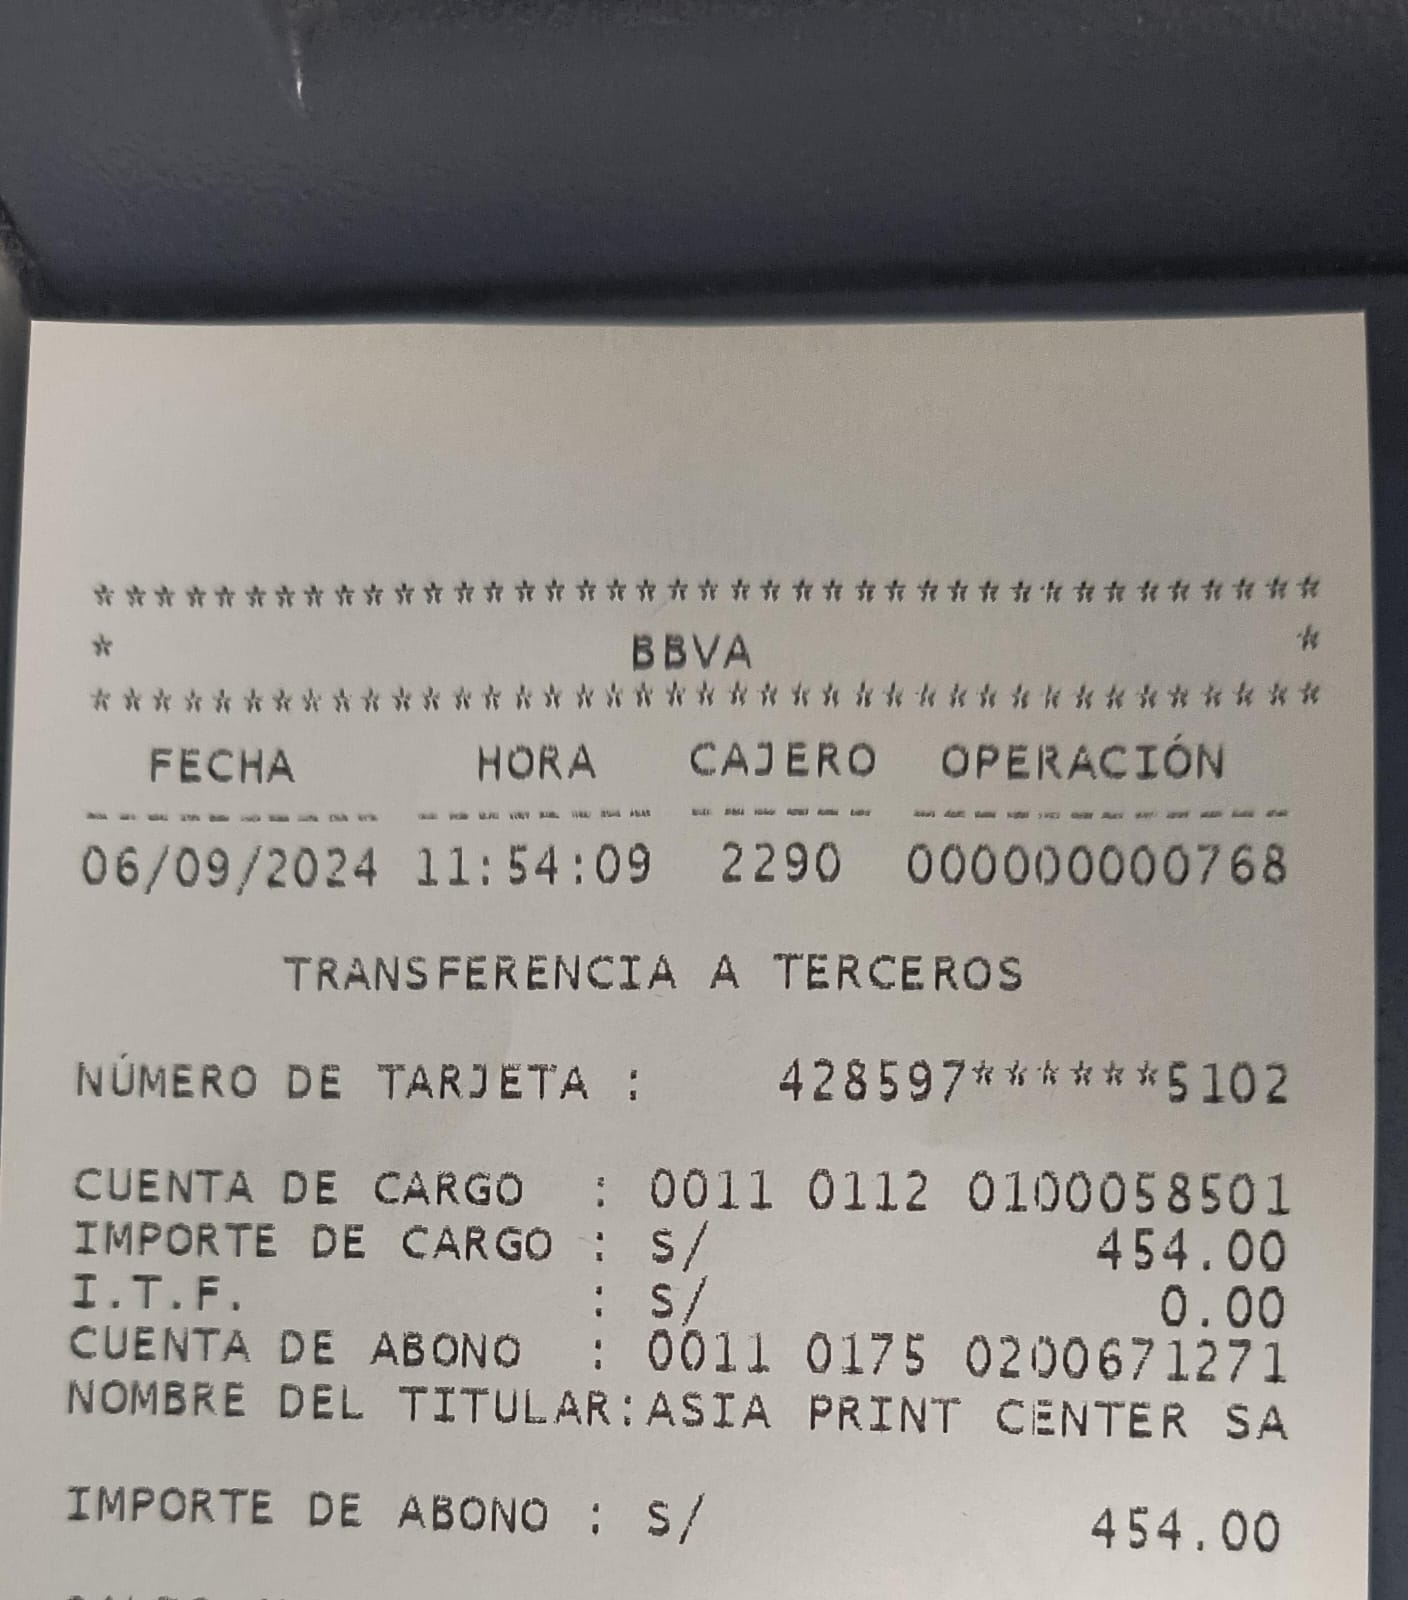 *****************************************
* BBVA *
*****************************************
FECHA HORA CAJERO OPERACIÓN
---------- -------- ------ ------------
06/09/2024 11:54:09 2290 000000000768
TRANSFERENCIA A TERCEROS
NÚMERO DE TARJETA : 428597******5102
CUENTA DE CARGO : 0011 0112 0100058501
IMPORTE DE CARGO : S/ 454.00
I.T.F. : S/ 0.00
CUENTA DE ABONO : 0011 0175 0200671271
NOMBRE DEL TITULAR:ASIA PRINT CENTER SA
IMPORTE DE ABONO : S/ 454.00